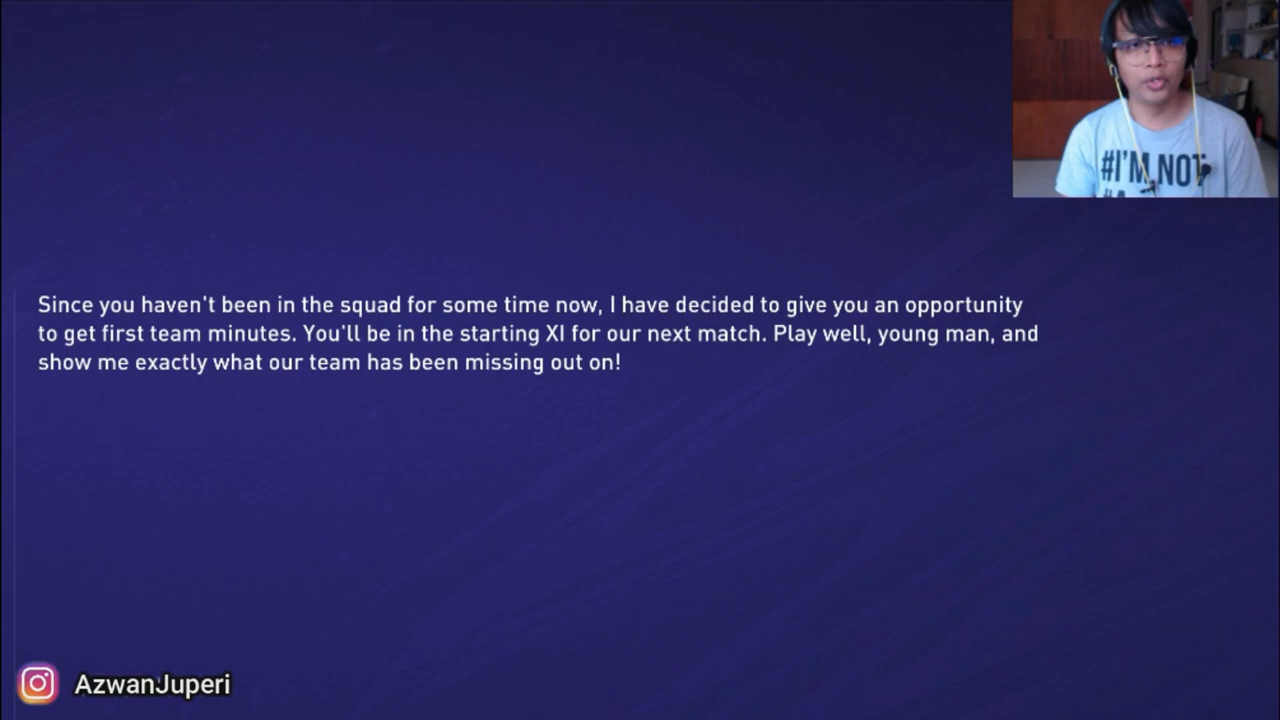 #I'M NOT
Since you haven't been in the squad for some time now, I have decided to give you an opportunity
to get first team minutes. You'll be in the starting XI for our next match. Play well, young man, and
show me exactly what our team has been missing out on!
AzwanJuperi